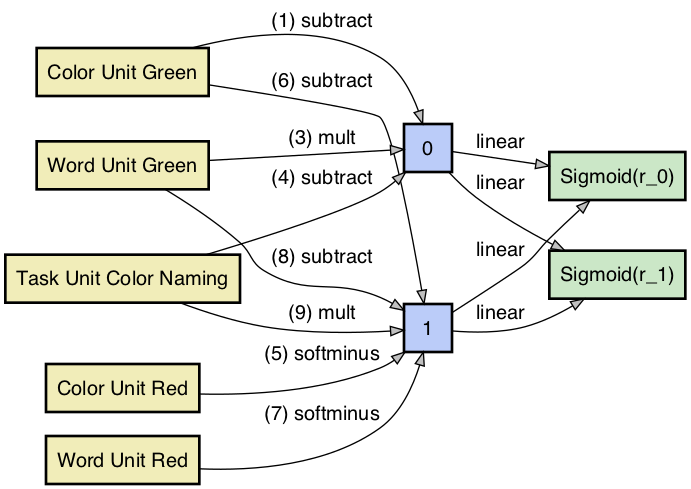 (1) subtract
Color Unit Green
(6) subtract
(3) mult
0
linear
Word Unit Green
(4) subtract
linear
Sigmoid(r_0)
(8) subtract
linear
Task Unit Color Naming
Sigmoid(r_1)
(9) mult
1
linear
(5) softminus
Color Unit Red
(7) softminus
Word Unit Red